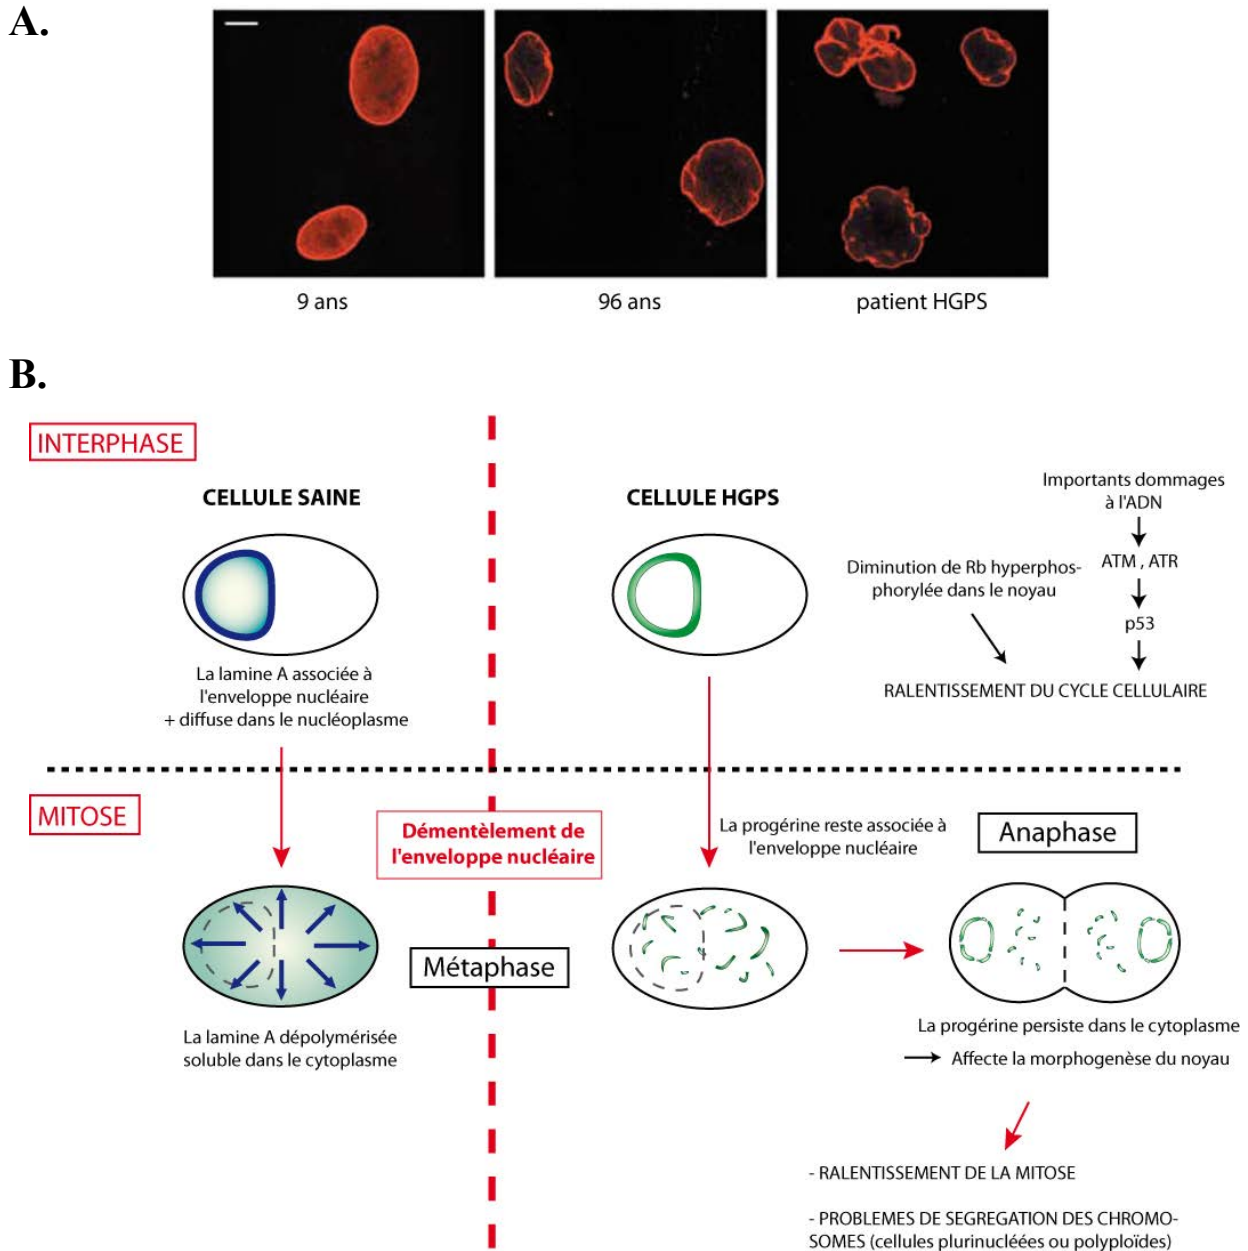 A.
9 ans
96 ans
patient HGPS
B.
INTERPHASE
CELLULE SAINE
La lamine A associée à
l'enveloppe nucléaire
+ diffuse dans le nucléoplasme
CELLULE HGPS
Diminution de Rb hyperphos-
phorylée dans le noyau
Importants dommages
à l'ADN
ATM , ATR
p53
RALENTISSEMENT DU CYCLE CELLULAIRE
MITOSE
Démentèlement de
l'enveloppe nucléaire
La progérine reste associée à
l'enveloppe nucléaire
Anaphase
Métaphase
La lamine A dépolymérisée
soluble dans le cytoplasme
La progérine persiste dans le cytoplasme
Affecte la morphogenèse du noyau
- RALENTISSEMENT DE LA MITOSE
- PROBLEMES DE SEGREGATION DES CHROMO-
SOMES (cellules plurinucléées ou polyploïdes)